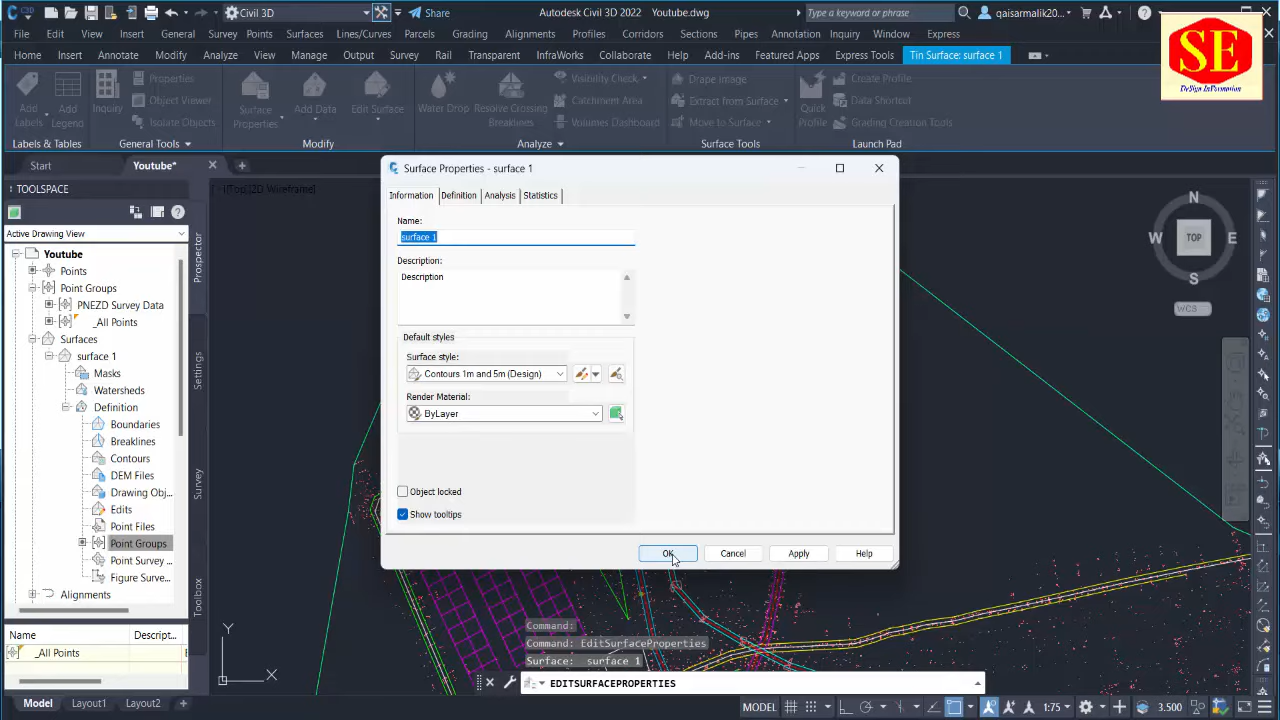 C3D Civil 3D Share Autodesk Civil 3D 2022 Youtube.dwg Type a keyword or phrase qaisarmalik20...
File Edit View Insert General Survey Points Surfaces Lines/Curves Parcels Grading Alignments Profiles Corridors Sections Pipes Annotation Inquiry Window Express
Home Insert Annotate Modify Analyze View Manage Output Survey Rail Transparent InfraWorks Collaborate Help Add-ins Featured Apps Express Tools Tin Surface: surface 1
SE
DeSign InFormation
Add Labels
Add Legend
Inquiry
Properties
Object Viewer
Isolate Objects
Surface Properties
Add Data
Edit Surface
Water Drop
Resolve Crossing Breaklines
Visibility Check
Catchment Area
Volumes Dashboard
Drape Image
Extract from Surface
Move to Surface
Quick Profile
Create Profile
Data Shortcut
Grading Creation Tools
Labels & Tables General Tools Modify Analyze Surface Tools Launch Pad
Start Youtube*
TOOLSPACE
Active Drawing View
Youtube
Points
Point Groups
PNEZD Survey Data
_All Points
Surfaces
surface 1
Masks
Watersheds
Definition
Boundaries
Breaklines
Contours
DEM Files
Drawing Obj...
Edits
Point Files
Point Groups
Point Survey ...
Figure Surve...
Alignments
Name Descript...
_All Points
Prospector
Settings
Survey
Toolbox
Surface Properties - surface 1
Information Definition Analysis Statistics
Name:
surface 1
Description:
Description
Default styles
Surface style:
Contours 1m and 5m (Design)
Render Material:
ByLayer
Object locked
Show tooltips
OK Cancel Apply Help
N
W TOP E
S
WCS
Y
X
Command:
Command: EditSurfaceProperties
Surface: surface 1
EDITSURFACEPROPERTIES
Model Layout1 Layout2 + MODEL 1:75 3.500